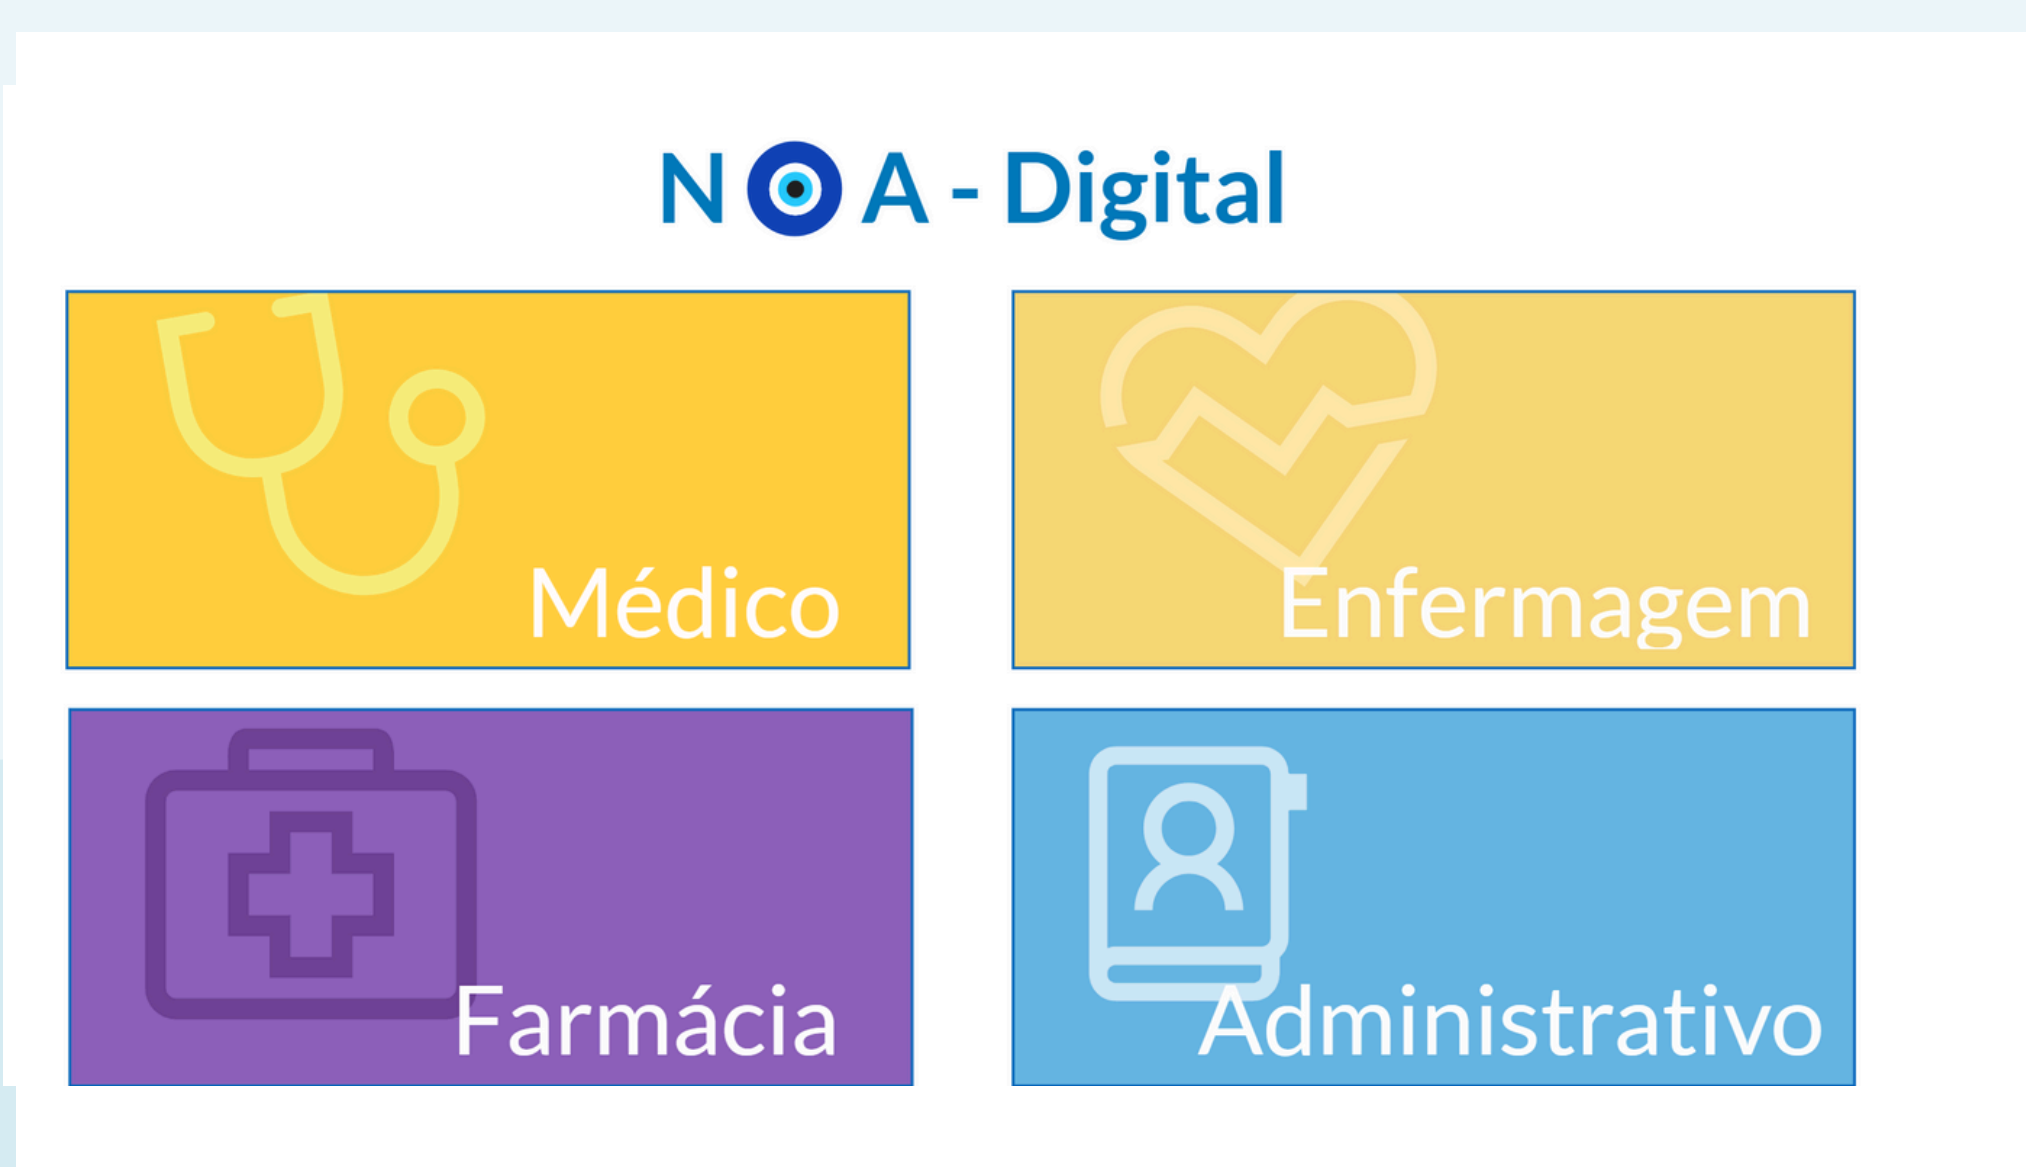 NOA - Digital
Médico
Enfermagem
Farmácia
Administrativo